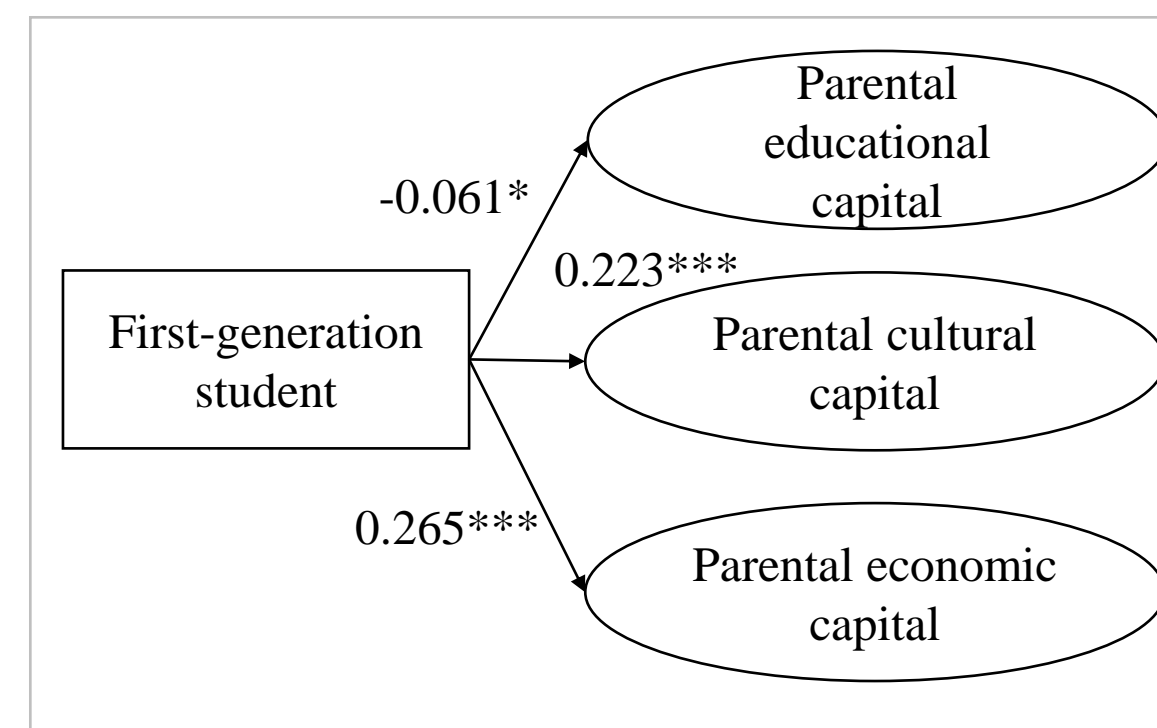 Parental
educational
capital
-0.061*
0.223***
First-generation
student
Parental cultural
capital
0.265***
Parental economic
capital